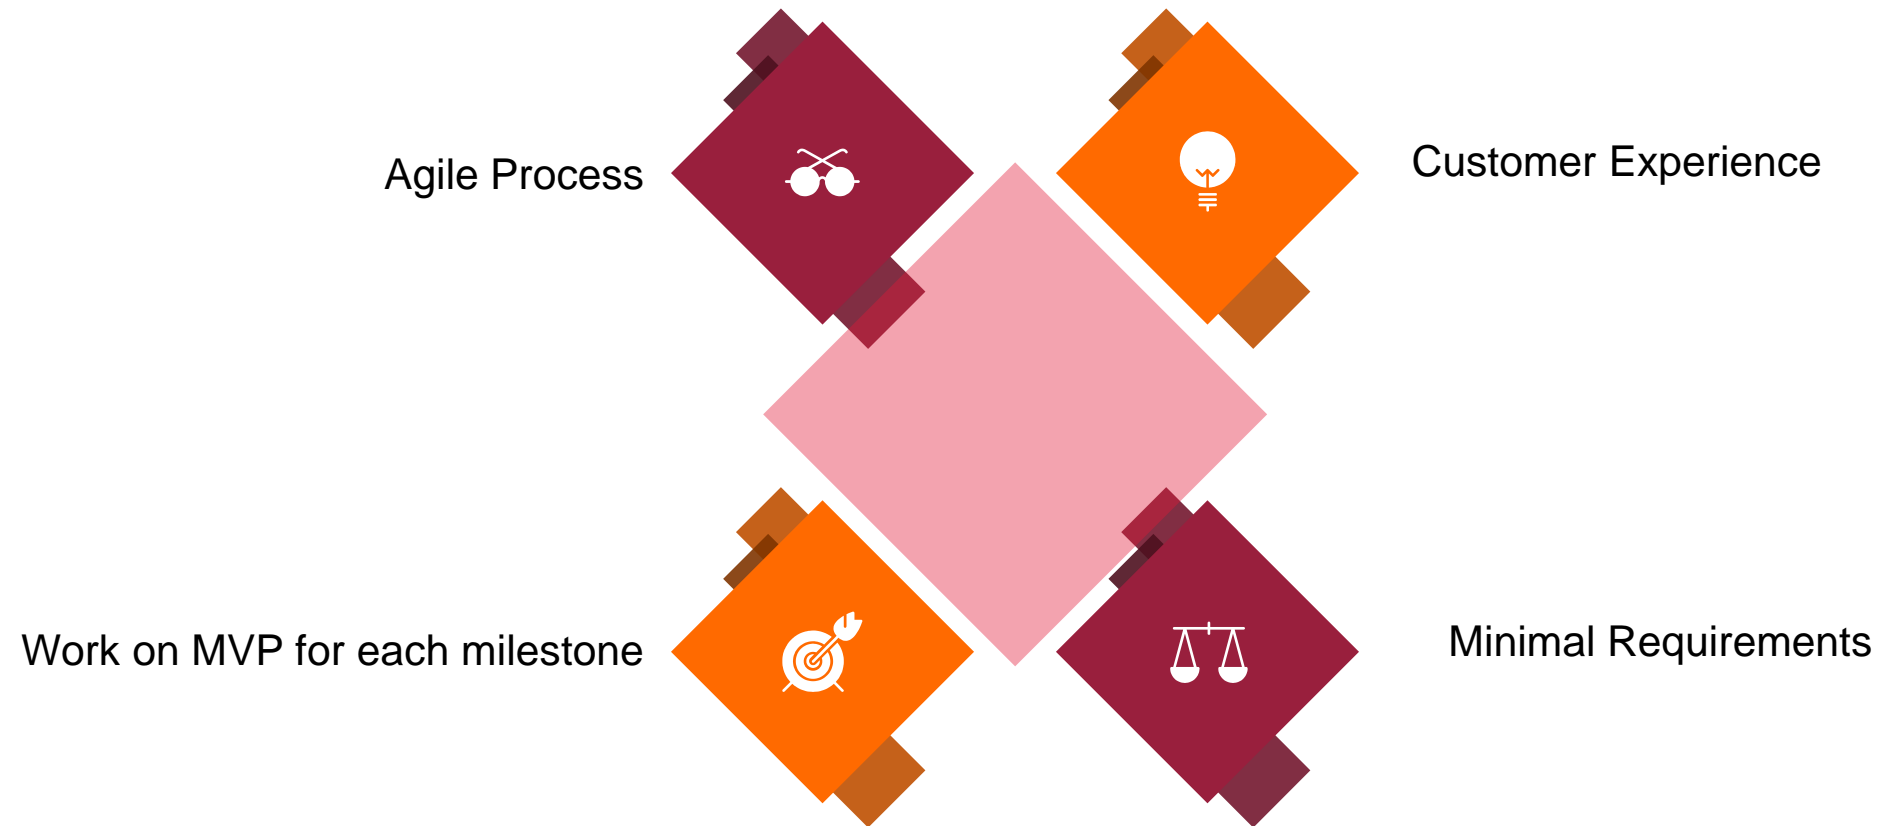 Agile Process
Customer Experience
Work on MVP for each milestone
Minimal Requirements